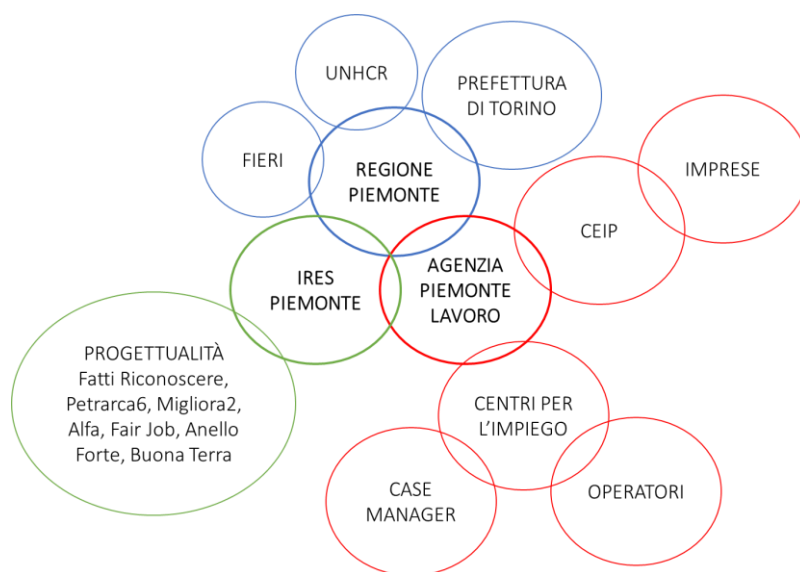 UNHCR
PREFETTURA
DI TORINO
FIERI
REGIONE
PIEMONTE
IMPRESE
CEIP
IRES
PIEMONTE
AGENZIA
PIEMONTE
LAVORO
PROGETTUALITÀ
Fatti Riconoscere,
Petrarca6, Migliora2,
Alfa, Fair Job, Anello
Forte, Buona Terra
CENTRI PER
L’IMPIEGO
CASE
MANAGER
OPERATORI